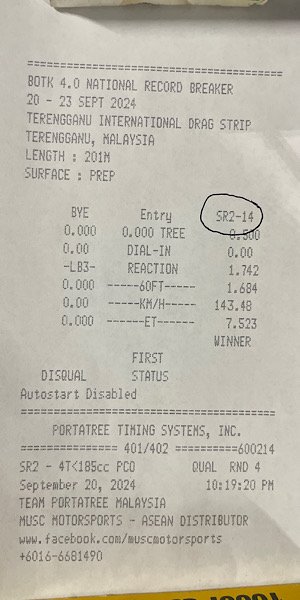 ==================================
BOTK 4.0 NATIONAL RECORD BREAKER
20 - 23 SEPT 2024
TERENGGANU INTERNATIONAL DRAG STRIP
TERENGGANU, MALAYSIA
LENGTH : 201M
SURFACE : PREP
BYE Entry SR2-14
0.000 0.000 TREE 0.500
0.00 DIAL-IN 0.00
-LB3- REACTION 1.742
0.000 ------60FT------ 1.684
0.00 ------KM/H------ 143.48
0.000 -------ET------- 7.523
WINNER
FIRST
DISQUAL STATUS
Autostart Disabled
==================================
PORTATREE TIMING SYSTEMS, INC.
============== 401/402 ==========600214
SR2 - 4T<185cc PCO QUAL RND 4
September 20, 2024 10:19:20 PM
TEAM PORTATREE MALAYSIA
MUSC MOTORSPORTS - ASEAN DISTRIBUTOR
www.facebook.com/muscmotorsports
+6016-6681490